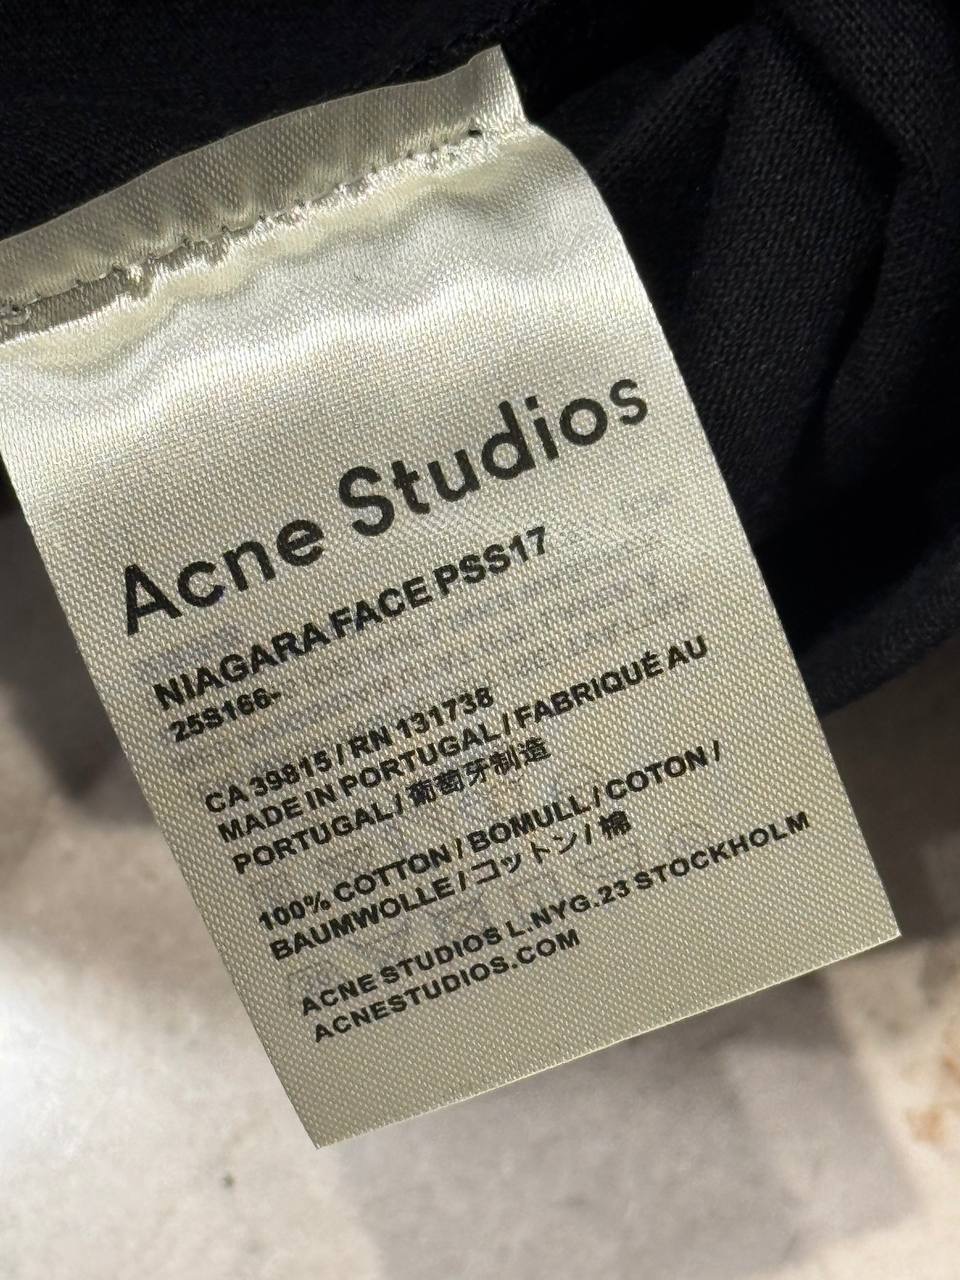 Acne Studios
NIAGARA FACE PSS17
25S166-
CA 39815 / RN 131738
MADE IN PORTUGAL / FABRIQUÉ AU
PORTUGAL / 葡萄牙制造
100% COTTON / BOMULL / COTON /
BAUMWOLLE / コットン / 棉
ACNE STUDIOS L.NYG.23 STOCKHOLM
ACNESTUDIOS.COM